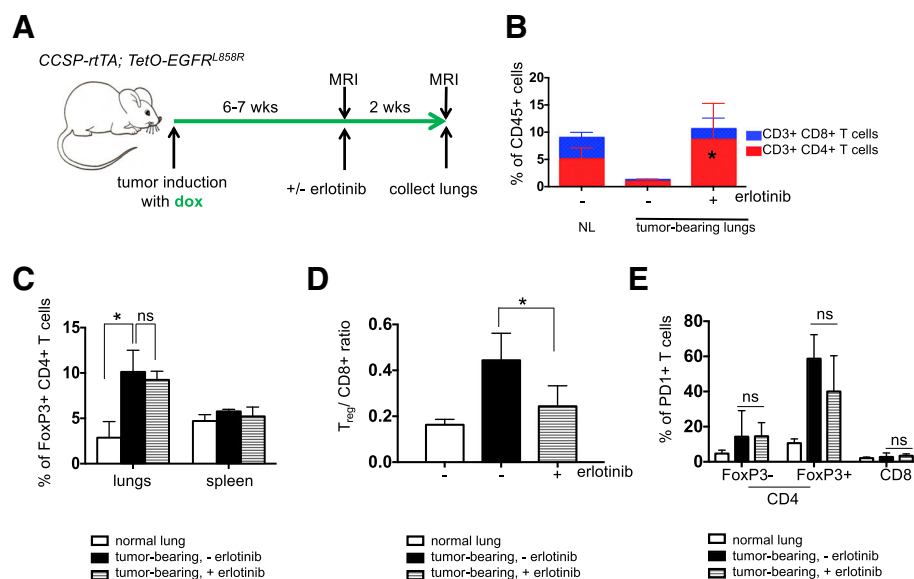 A
CCSP-rtTA; TetO-EGFR^L858R
MRI
MRI
6-7 wks
2 wks
tumor induction
with dox
+/- erlotinib
collect lungs
B
% of CD45+ cells
20
15
10
5
0
CD3+ CD8+ T cells
CD3+ CD4+ T cells
*
- - + erlotinib
NL
tumor-bearing lungs
C
% of FoxP3+ CD4+ T cells
15
10
5
0
* ns
lungs
spleen
normal lung
tumor-bearing, - erlotinib
tumor-bearing, + erlotinib
D
Treg/ CD8+ ratio
0.6
0.4
0.2
0.0
*
- - + erlotinib
normal lung
tumor-bearing, - erlotinib
tumor-bearing, + erlotinib
E
% of PD1+ T cells
80
60
40
20
0
ns
ns
ns
FoxP3- FoxP3+ CD8
CD4
normal lung
tumor-bearing, - erlotinib
tumor-bearing, + erlotinib